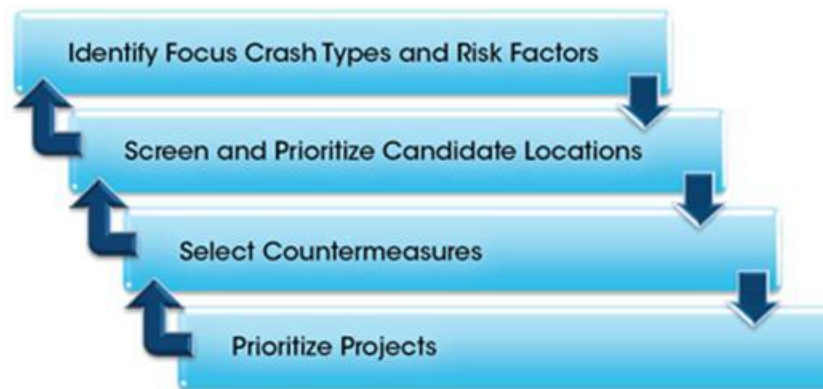 Identify Focus Crash Types and Risk Factors
Screen and Prioritize Candidate Locations
Select Countermeasures
Prioritize Projects